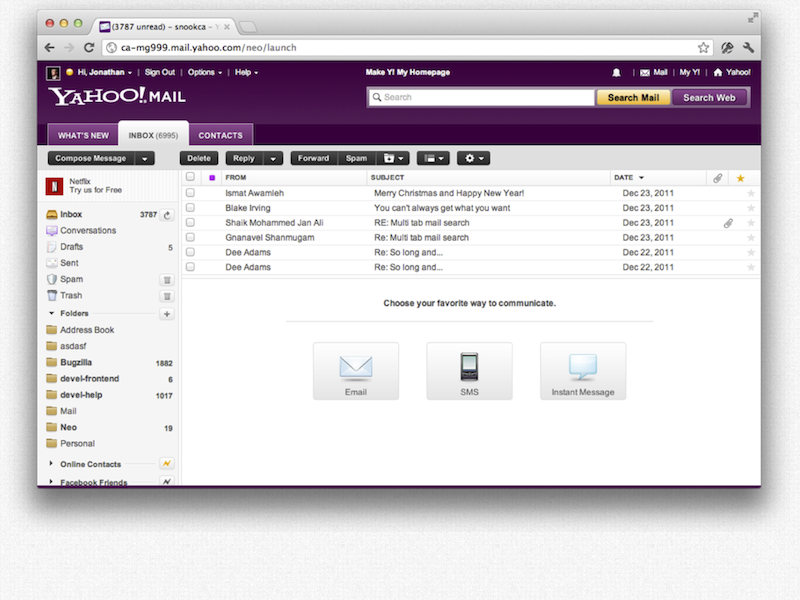 (3787 unread) – snookca – Y
ca-mg999.mail.yahoo.com/neo/launch
Hi, Jonathan | Sign Out | Options | Help
Make Y! My Homepage
Mail | My Y! | Yahoo!
YAHOO! MAIL
Search
Search Mail
Search Web
WHAT'S NEW
INBOX (6995)
CONTACTS
Compose Message
Delete
Reply
Forward
Spam
Netflix
Try us for Free
FROM SUBJECT DATE
Ismat Awamleh Merry Christmas and Happy New Year! Dec 23, 2011
Blake Irving You can't always get what you want Dec 23, 2011
Shaik Mohammed Jan Ali RE: Multi tab mail search Dec 23, 2011
Gnanavel Shanmugam Re: Multi tab mail search Dec 23, 2011
Dee Adams Re: So long and... Dec 22, 2011
Dee Adams Re: So long and... Dec 22, 2011
Inbox 3787
Conversations
Drafts 5
Sent
Spam
Trash
Folders
Address Book
asdasf
Bugzilla 1882
devel-frontend 6
devel-help 1017
Mail
Neo 19
Personal
Online Contacts
Facebook Friends
Choose your favorite way to communicate.
Email
SMS
Instant Message